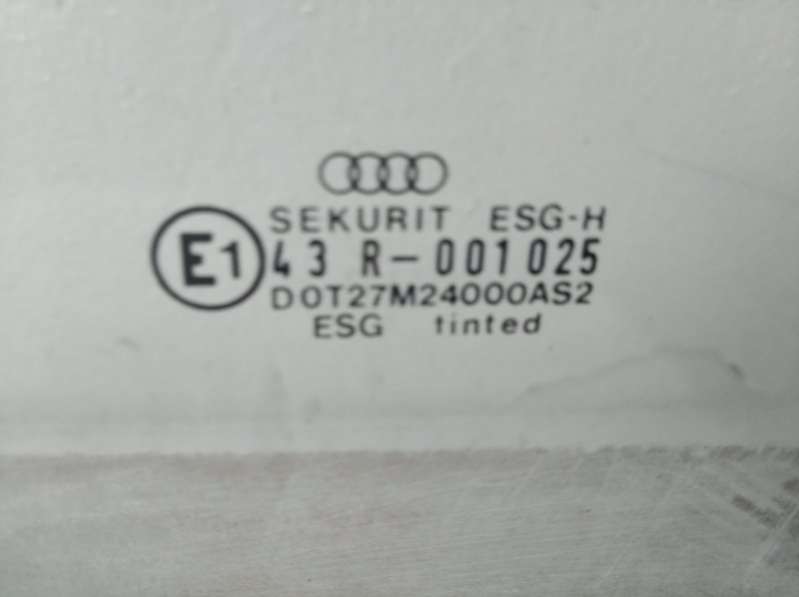 SEKURIT ESG-H
E1 43 R-001025
DOT27M24000AS2
ESG tinted